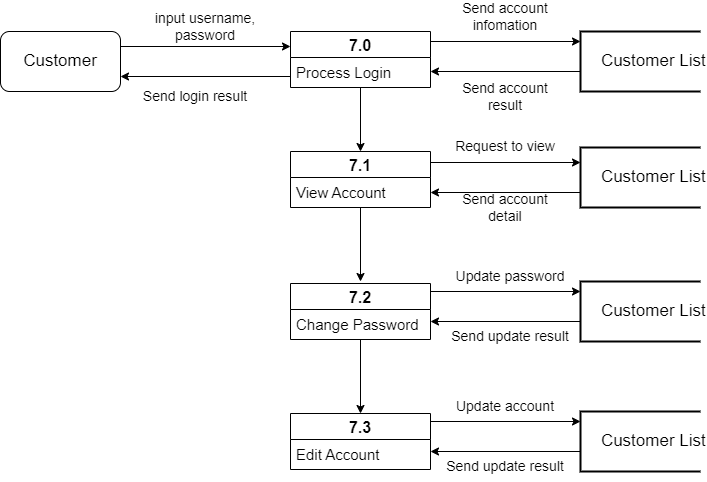 input username,
password
Send account
infomation
Customer
7.0
Process Login
Customer List
Send login result
Send account
result
Request to view
7.1
View Account
Customer List
Send account
detail
Update password
7.2
Change Password
Customer List
Send update result
Update account
7.3
Edit Account
Customer List
Send update result